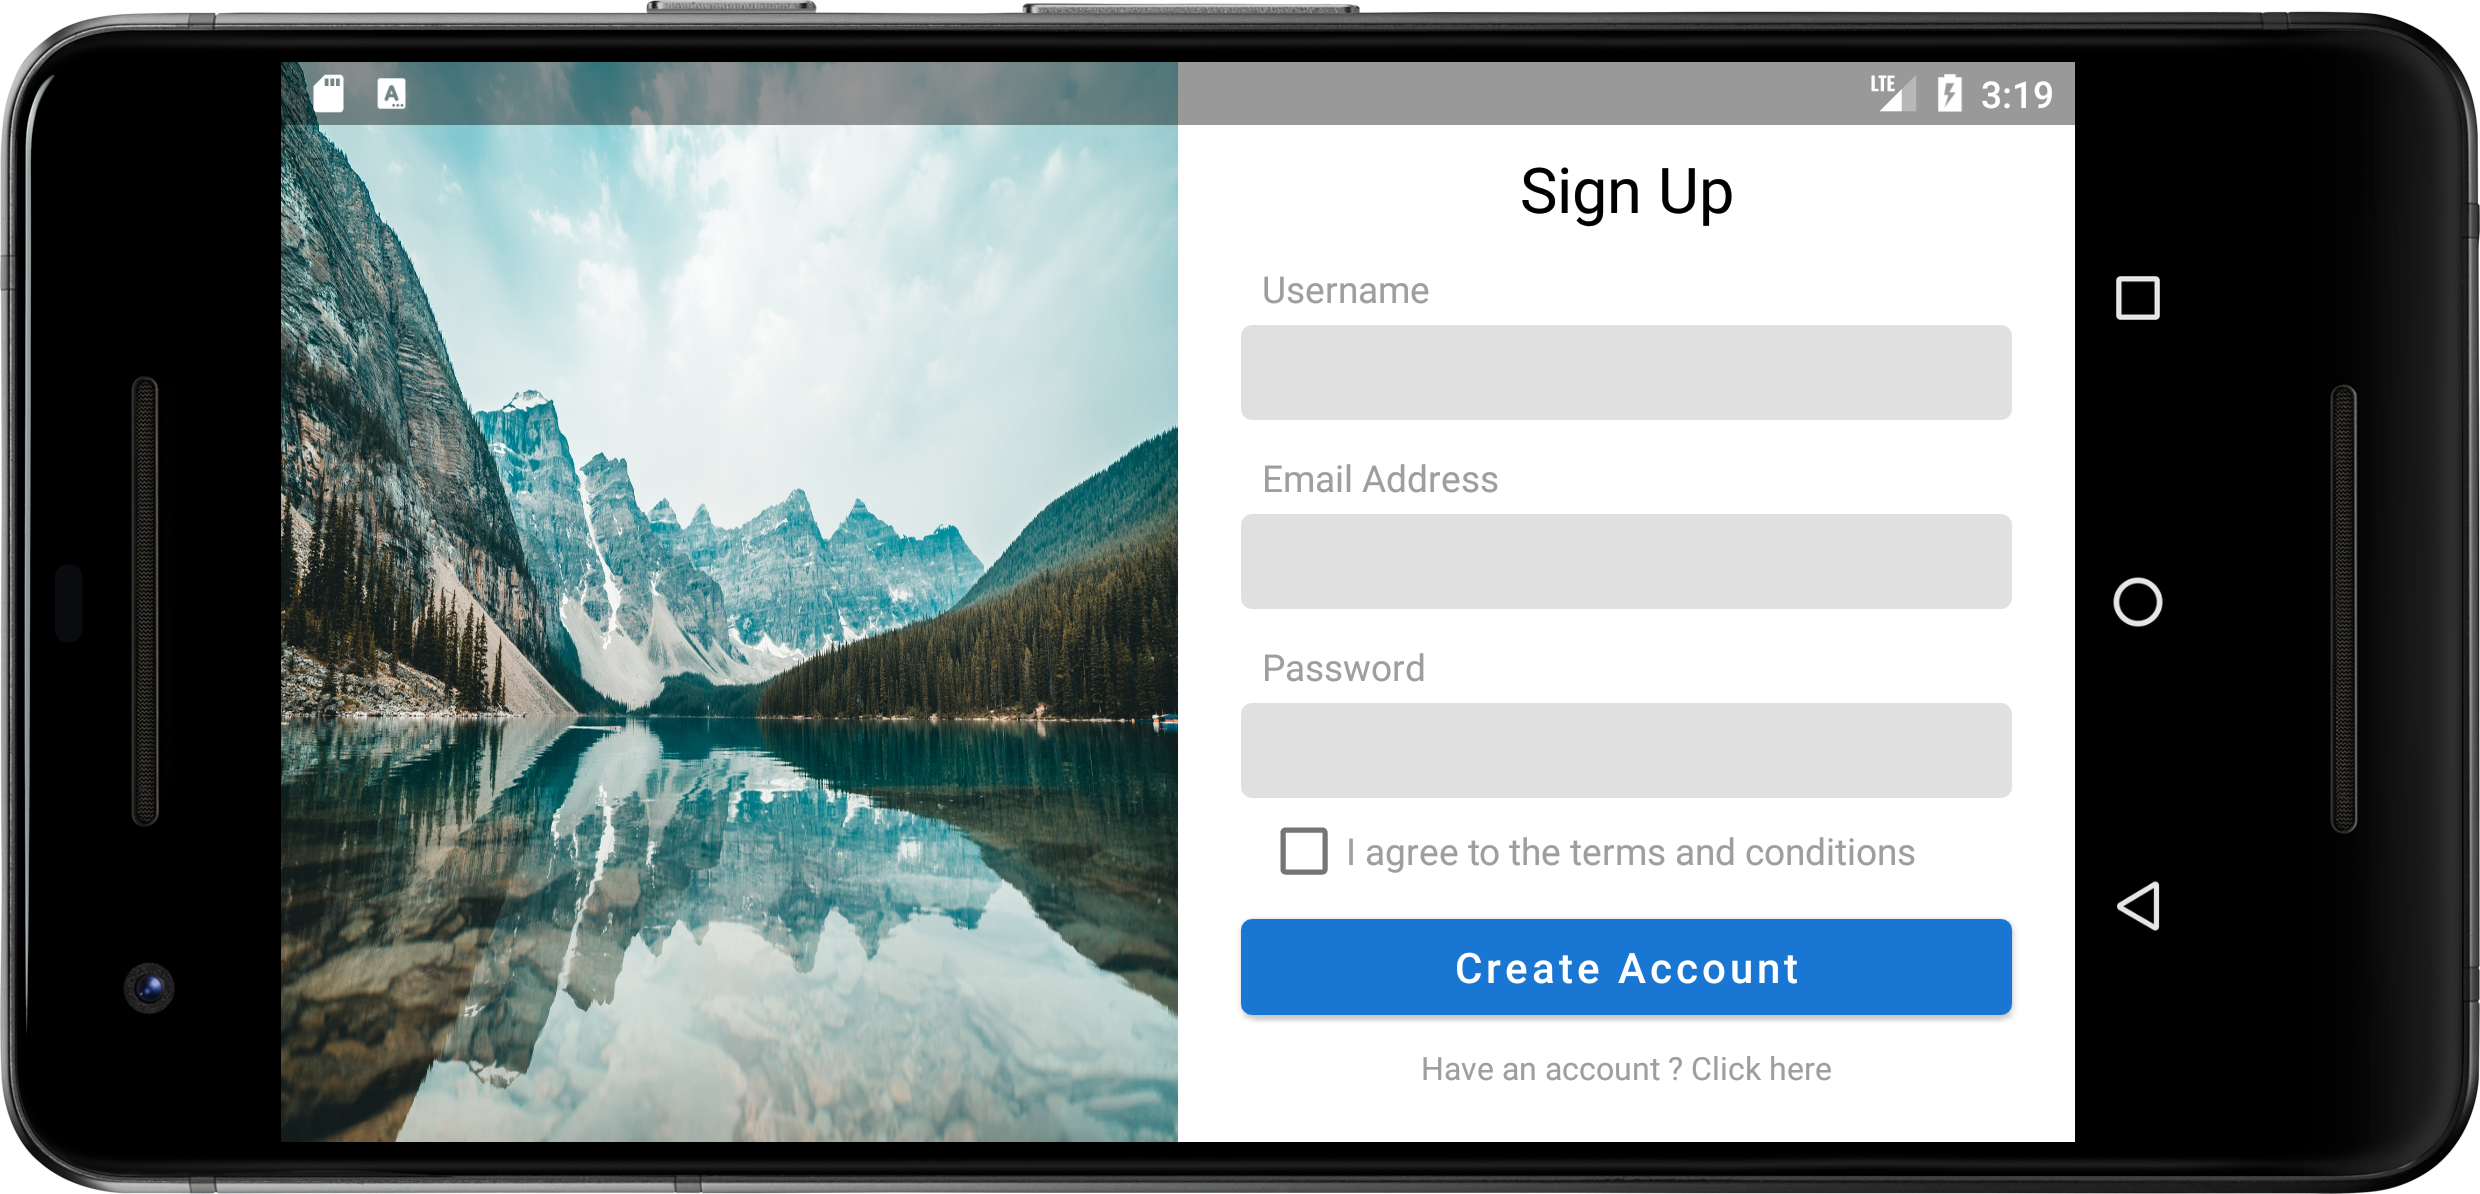 A
LTE 3:19
Sign Up
Username
Email Address
Password
I agree to the terms and conditions
Create Account
Have an account ? Click here